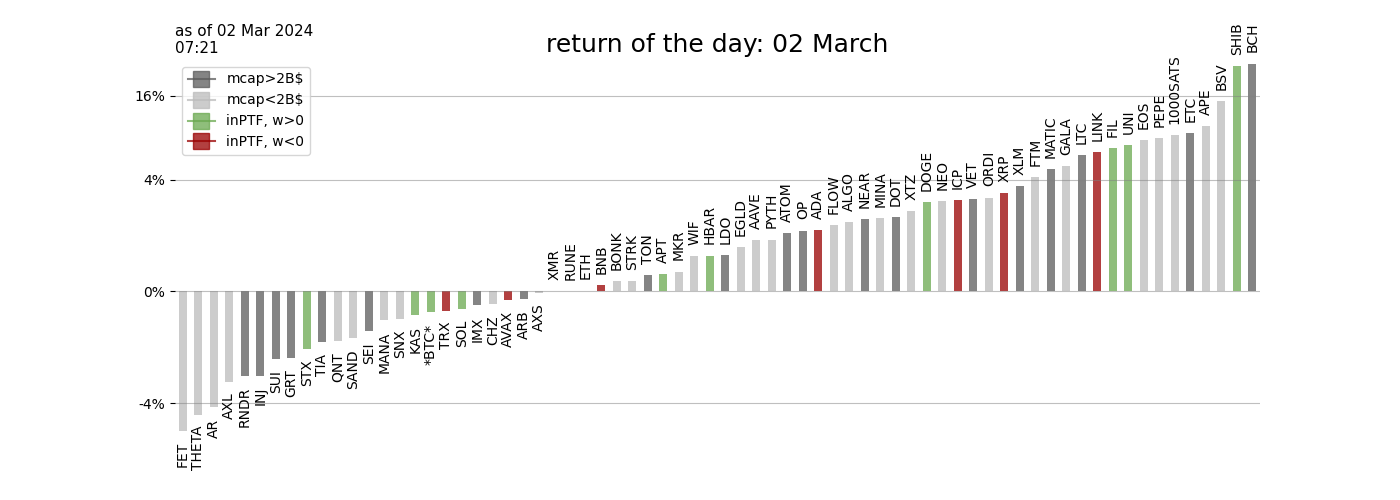 as of 02 Mar 2024
07:21
return of the day: 02 March
mcap>2B$
mcap<2B$
inPTF, w>0
inPTF, w<0
16%
4%
0%
-4%
FET
THETA
AR
AXL
RNDR
INJ
SUI
GRT
STX
TIA
QNT
SAND
SEI
MANA
SNX
KAS
*BTC*
TRX
SOL
IMX
CHZ
AVAX
ARB
AXS
XMR
RUNE
ETH
BNB
BONK
STRK
TON
APT
MKR
WIF
HBAR
LDO
EGLD
AAVE
PYTH
ATOM
OP
ADA
FLOW
ALGO
NEAR
MINA
DOT
XTZ
DOGE
NEO
ICP
VET
ORDI
XRP
XLM
FTM
MATIC
GALA
LTC
LINK
FIL
UNI
EOS
PEPE
1000SATS
ETC
APE
BSV
SHIB
BCH